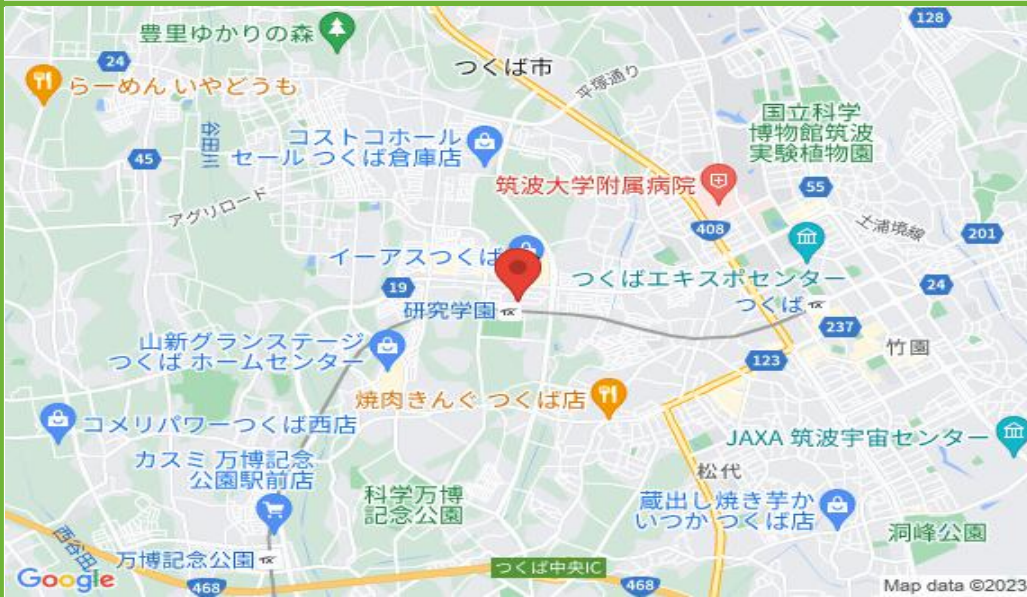 128
豊里ゆかりの森
24
つくば市
平塚通り
らーめん いやどうも
谷田川
国立科学
博物館筑波
実験植物園
コストコホール
セール つくば倉庫店
45
筑波大学附属病院
55
アグリロード
408
土浦境線
201
イーアスつくば
つくばエキスポセンター
19
24
研究学園
つくば
237
山新グランステージ
つくば ホームセンター
竹園
123
焼肉きんぐ つくば店
コメリパワーつくば西店
JAXA 筑波宇宙センター
カスミ 万博記念
公園駅前店
松代
科学万博
記念公園
蔵出し焼き芋か
いつか つくば店
洞峰公園
西谷田
万博記念公園
つくば中央IC
Google
468
468
Map data ©2023